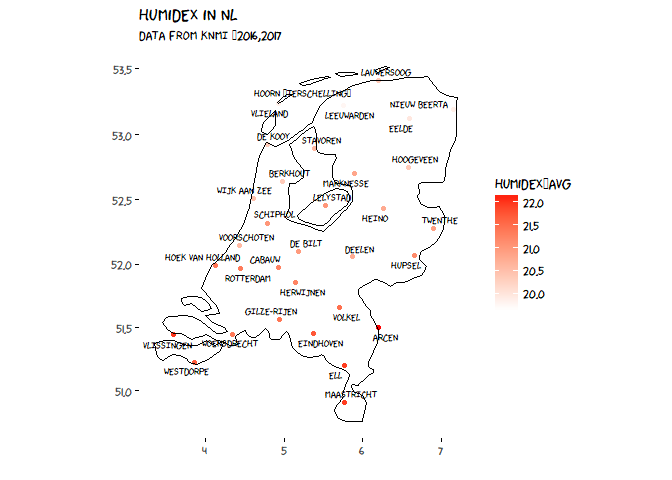 HUMIDEX IN NL
DATA FROM KNMI □2016,2017
53,5
53,0
52,5
52,0
51,5
51,0
LAUWERSOOG
HOORN □TERSCHELLING□
NIEUW BEERTA
VLIELAND
LEEUWARDEN
EELDE
DE KOOY
STAVOREN
HOOGEVEEN
BERKHOUT
MARKNESSE
WIJK AAN ZEE
LELYSTAD
SCHIPHOL
HEINO
TWENTHE
VOORSCHOTEN
DE BILT
DEELEN
HOEK VAN HOLLAND
CABAUW
HUPSEL
ROTTERDAM
HERWIJNEN
GILZE-RIJEN
VOLKEL
VLISSINGEN
WOENSDRECHT
EINDHOVEN
ARCEN
WESTDORPE
ELL
MAASTRICHT
4
5
6
7
HUMIDEX□AVG
22,0
21,5
21,0
20,5
20,0